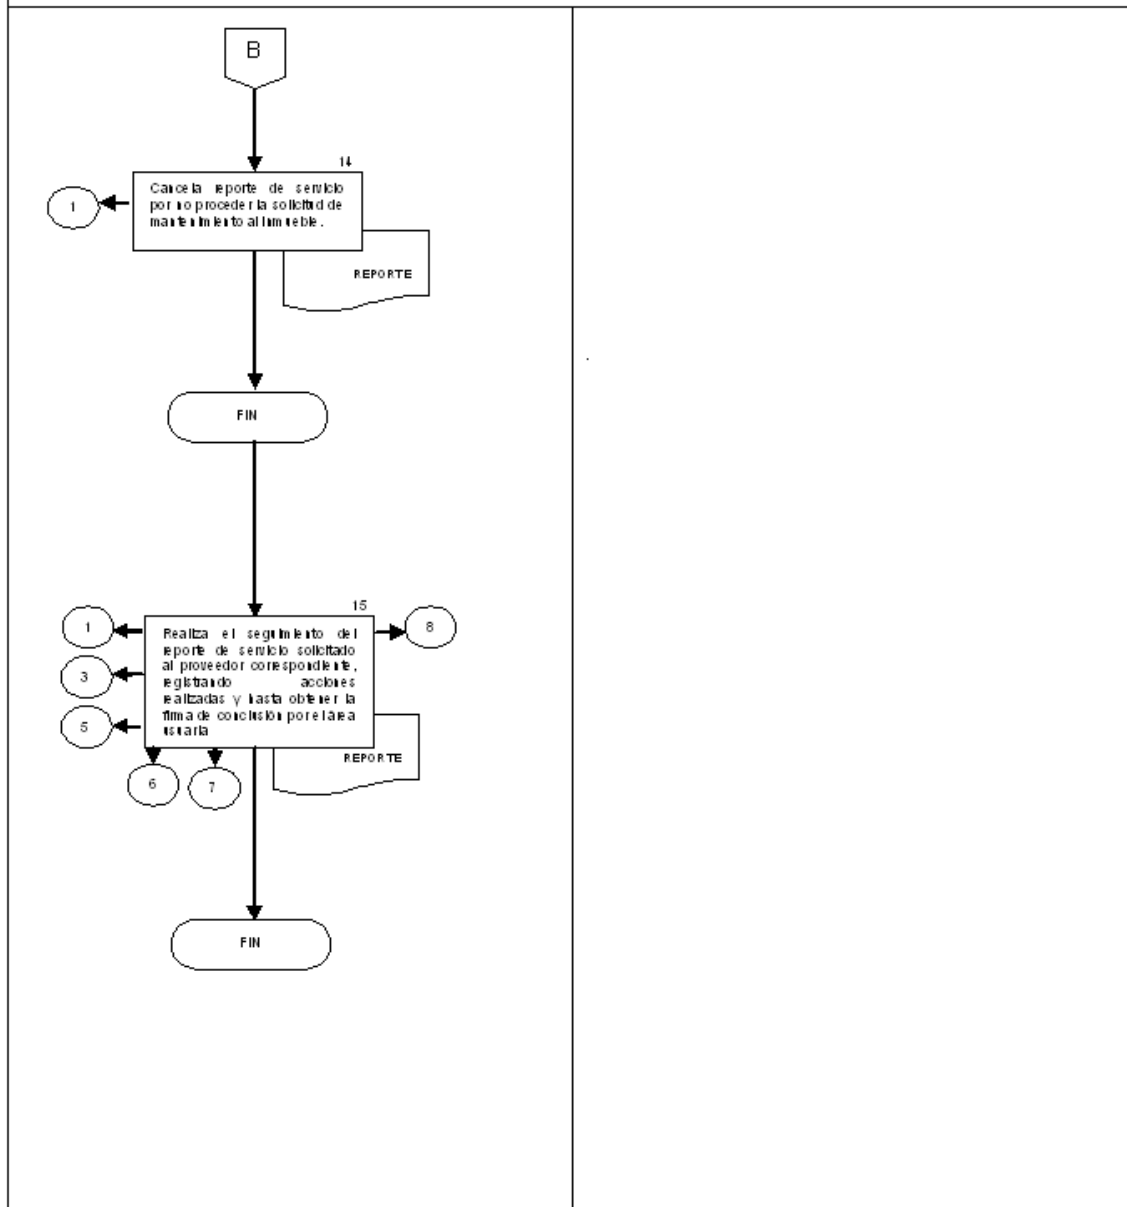 B
14
Cancela reporte de servicio
por no proceder la solicitud de
mantenimiento al inmueble.
1
REPORTE
FIN
15
1
8
Realiza el seguimiento del
reporte de servicio solicitado
al proveedor correspondiente,
registrando acciones
realizadas y hasta obtener la
firma de conclusión por el área
usuaria
3
5
REPORTE
6
7
FIN